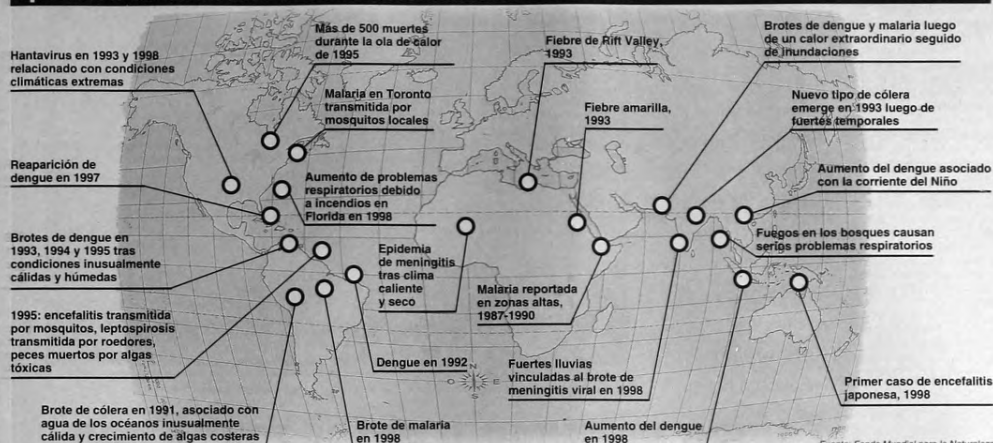 Hantavirus en 1993 y 1998
relacionado con condiciones
climáticas extremas
Más de 500 muertes
durante la ola de calor
de 1995
Malaria en Toronto
transmitida por
mosquitos locales
Fiebre de Rift Valley,
1993
Fiebre amarilla,
1993
Brotes de dengue y malaria luego
de un calor extraordinario seguido
de inundaciones
Nuevo tipo de cólera
emerge en 1993 luego de
fuertes temporales
Reaparición de
dengue en 1997
Aumento de problemas
respiratorios debido
a incendios en
Florida en 1998
Aumento del dengue asociado
con la corriente del Niño
Brotes de dengue en
1993, 1994 y 1995 tras
condiciones inusualmente
cálidas y húmedas
Epidemia
de meningitis
tras clima
caliente
y seco
Fuegos en los bosques causan
serios problemas respiratorios
Malaria reportada
en zonas altas,
1987-1990
1995: encefalitis transmitida
por mosquitos, leptospirosis
transmitida por roedores,
peces muertos por algas
tóxicas
Dengue en 1992
N
E
S
Fuertes lluvias
vinculadas al brote de
meningitis viral en 1998
Primer caso de encefalitis
japonesa, 1998
Brote de cólera en 1991, asociado con
agua de los océanos inusualmente
cálida y crecimiento de algas costeras
Brote de malaria
en 1998
Aumento del dengue
en 1998